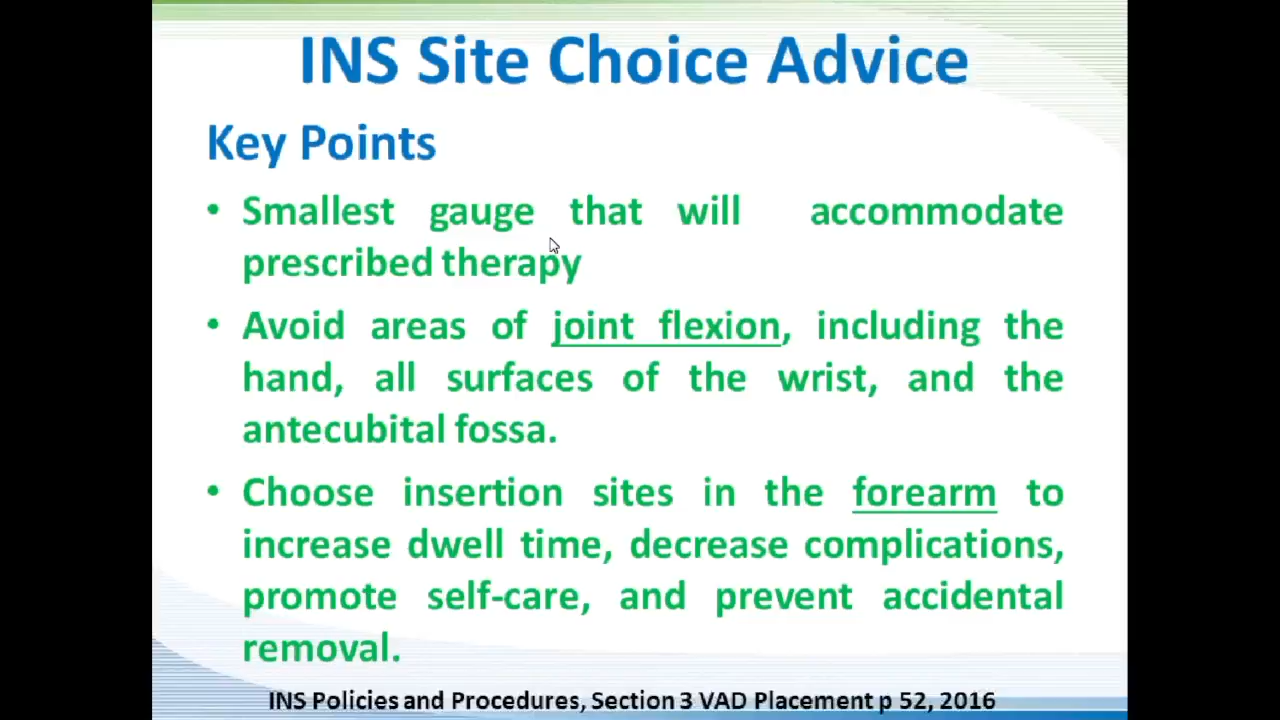 INS Site Choice Advice
Key Points
• Smallest gauge that will accommodate
prescribed therapy
• Avoid areas of joint flexion, including the
hand, all surfaces of the wrist, and the
antecubital fossa.
• Choose insertion sites in the forearm to
increase dwell time, decrease complications,
promote self-care, and prevent accidental
removal.
INS Policies and Procedures, Section 3 VAD Placement p 52, 2016